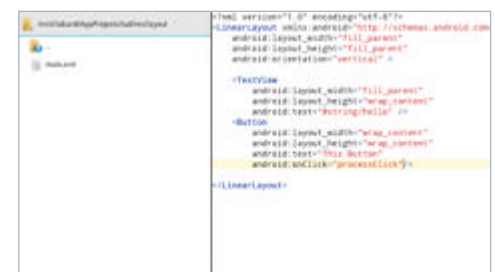 main.xml
<?xml version="1.0" encoding="utf-8"?>
<LinearLayout xmlns:android="http://schemas.android.com
android:layout_width="fill_parent"
android:layout_height="fill_parent"
android:orientation="vertical" >
<TextView
android:layout_width="fill_parent"
android:layout_height="wrap_content"
android:text="@string/hello" />
<Button
android:layout_width="wrap_content"
android:layout_height="wrap_content"
android:text="This Button"
android:onClick="processClick"/>
</LinearLayout>